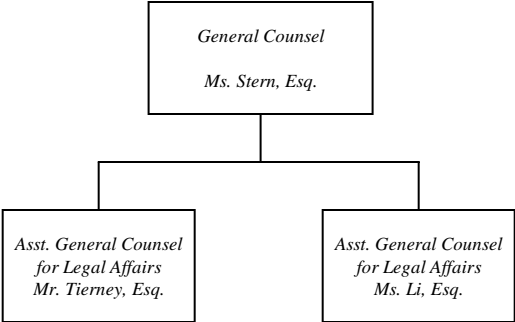 General Counsel
Ms. Stern, Esq.
Asst. General Counsel
for Legal Affairs
Mr. Tierney, Esq.
Asst. General Counsel
for Legal Affairs
Ms. Li, Esq.